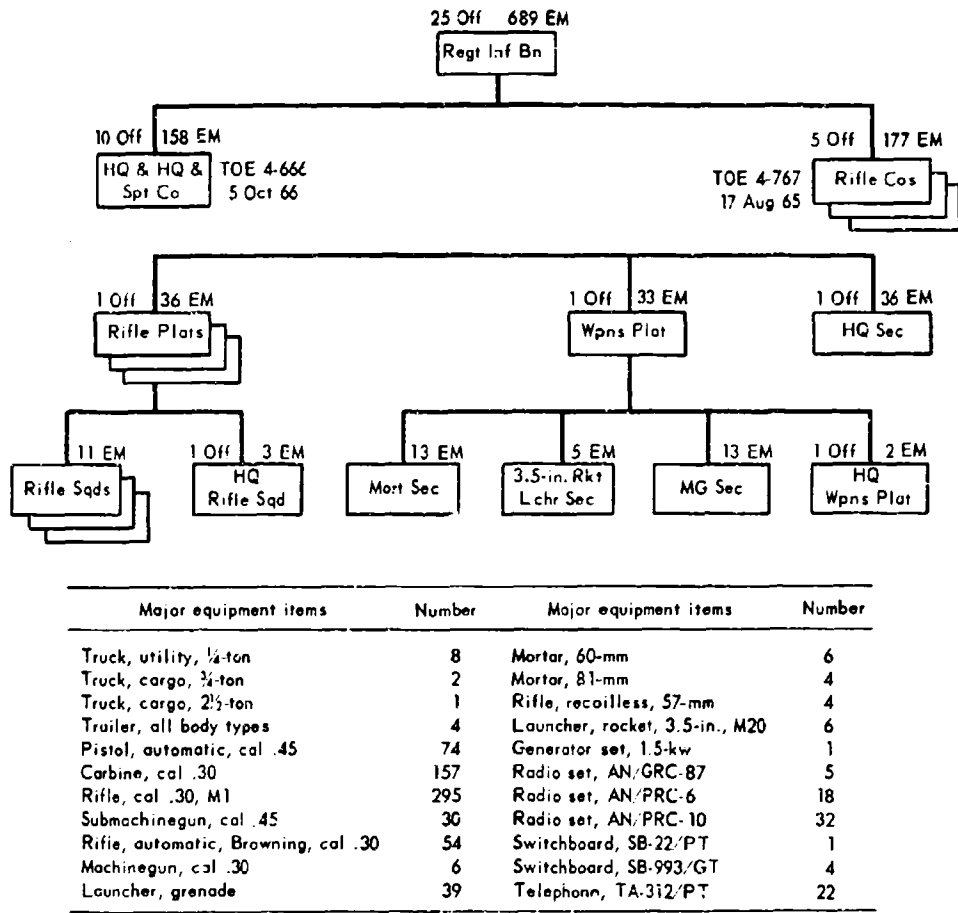 25 Off 689 EM
Regt Inf Bn
10 Off 158 EM
HQ & HQ &
Spt Co
TOE 4-666
5 Oct 66
5 Off 177 EM
TOE 4-767
17 Aug 65
Rifle Cos
1 Off 36 EM
Rifle Plats
1 Off 33 EM
Wpns Plat
1 Off 36 EM
HQ Sec
11 EM
Rifle Sqds
1 Off 3 EM
HQ
Rifle Sqd
13 EM
Mort Sec
5 EM
3.5-in. Rkt
Lchr Sec
13 EM
MG Sec
1 Off 2 EM
HQ
Wpns Plat
Major equipment items Number Major equipment items Number
Truck, utility, ¼-ton 8 Mortar, 60-mm 6
Truck, cargo, ¾-ton 2 Mortar, 81-mm 4
Truck, cargo, 2½-ton 1 Rifle, recoilless, 57-mm 4
Trailer, all body types 4 Launcher, rocket, 3.5-in., M20 6
Pistol, automatic, cal .45 74 Generator set, 1.5-kw 1
Carbine, cal .30 157 Radio set, AN/GRC-87 5
Rifle, cal .30, M1 295 Radio set, AN/PRC-6 18
Submachinegun, cal .45 30 Radio set, AN/PRC-10 32
Rifle, automatic, Browning, cal .30 54 Switchboard, SB-22/PT 1
Machinegun, cal .30 6 Switchboard, SB-993/GT 4
Launcher, grenade 39 Telephone, TA-312/PT 22